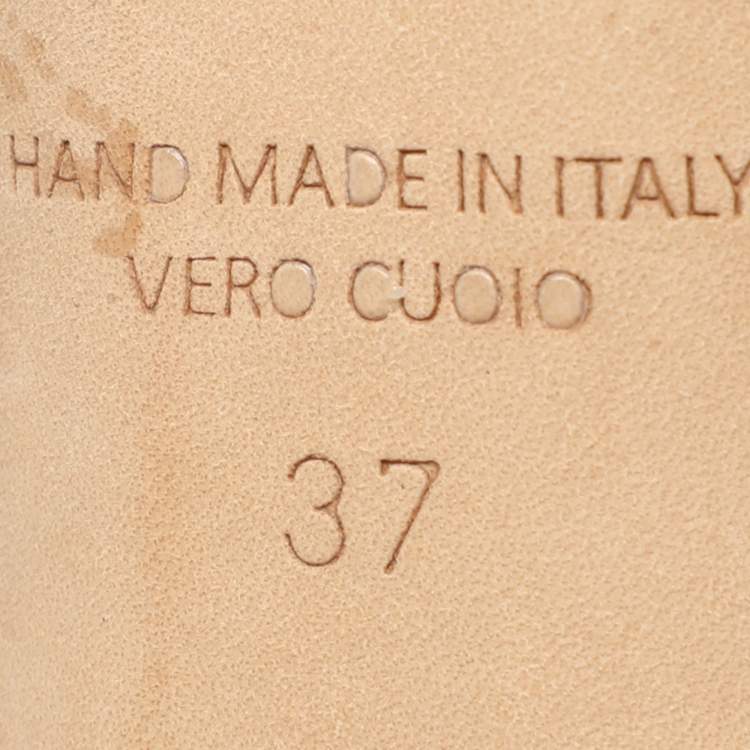 HAND MADE IN ITALY
VERO CUOIO
37